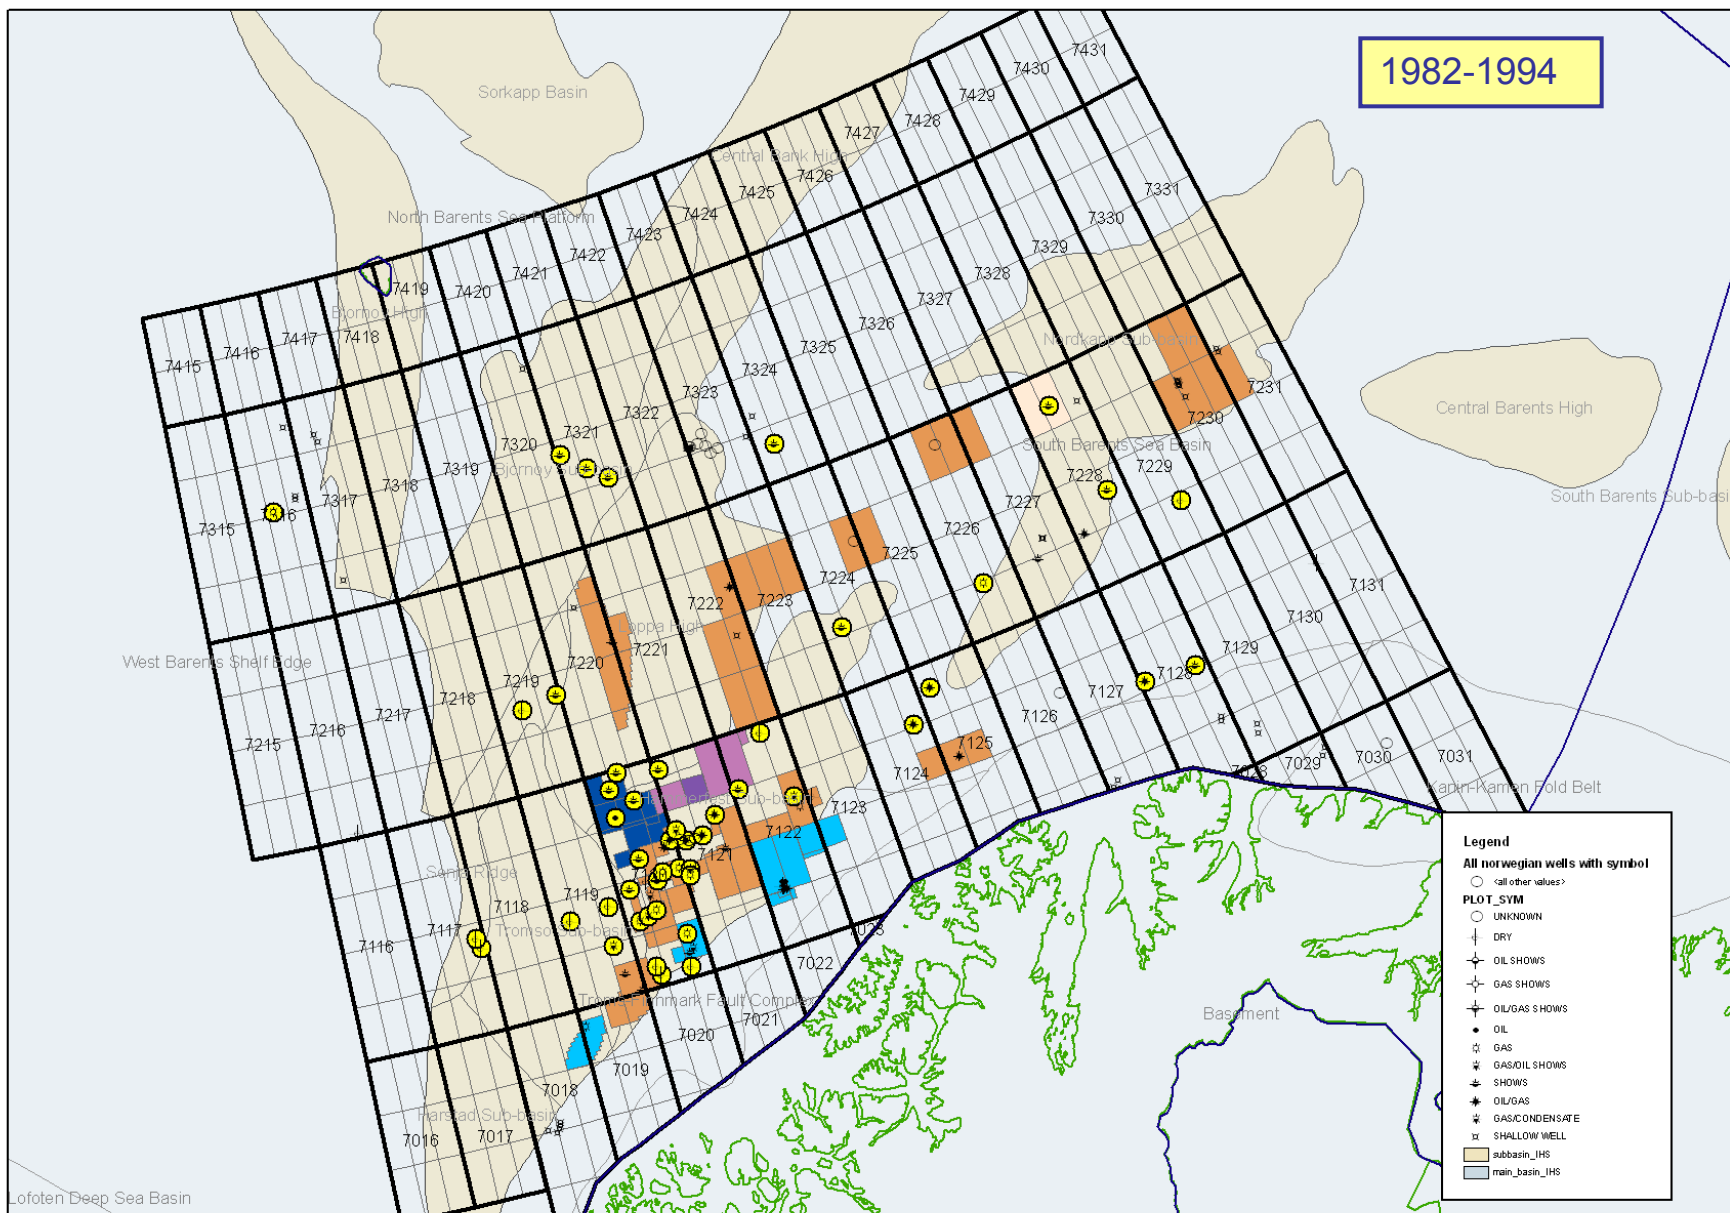 1982-1994
7431
7430
7429
7428
7427
7426
7425
7424
7423
7422
7421
7420
7419
7418
7417
7416
7415
Sorkapp Basin
Central Bank High
North Barents Sea Platform
Bjornoy High
7331
7330
7329
7328
7327
7326
7325
7324
7323
7322
7321
7320
7319
7318
7317
7316
7315
Nordkapp Sub-basin
Central Barents High
South Barents Sea Basin
South Barents Sub-basi
Bjornoy Sub-basin
7231
7230
7229
7228
7227
7226
7225
7224
7223
7222
7221
7220
7219
7218
7217
7216
7215
Loppa High
West Barents Shelf Edge
7131
7130
7129
7128
7127
7126
7125
7124
7123
7122
7121
7119
7118
7117
7116
Hammerfest Sub-basin
Senja Ridge
Tromso Sub-basin
Troms-Finnmark Fault Complex
Karin-Kamen Fold Belt
7031
7030
7029
7028
7023
7022
7021
7020
7019
7018
7017
7016
Harstad Sub-basin
Lofoten Deep Sea Basin
Basement
Legend
All norwegian wells with symbol
<all other values>
PLOT_SYM
UNKNOWN
DRY
OIL SHOWS
GAS SHOWS
OIL/GAS SHOWS
OIL
GAS
GAS/OIL SHOWS
SHOWS
OIL/GAS
GAS/CONDENSATE
SHALLOW WELL
subbasin_IHS
main_basin_IHS